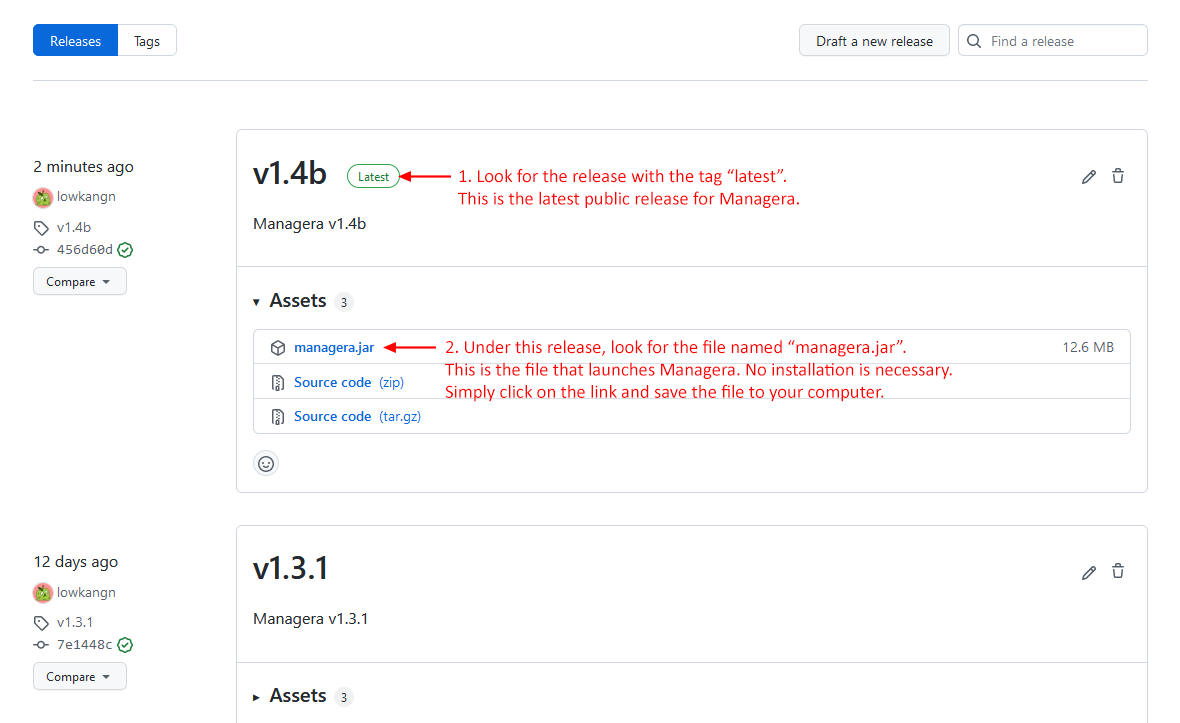 Releases
Tags
Draft a new release
Find a release
2 minutes ago
lowkangn
v1.4b
456d60d
Compare
v1.4b
Latest
1. Look for the release with the tag “latest”.
This is the latest public release for Managera.
Managera v1.4b
Assets 3
managera.jar
2. Under this release, look for the file named “managera.jar”.
12.6 MB
This is the file that launches Managera. No installation is necessary.
Source code (zip)
Simply click on the link and save the file to your computer.
Source code (tar.gz)
12 days ago
lowkangn
v1.3.1
7e1448c
Compare
v1.3.1
Managera v1.3.1
Assets 3